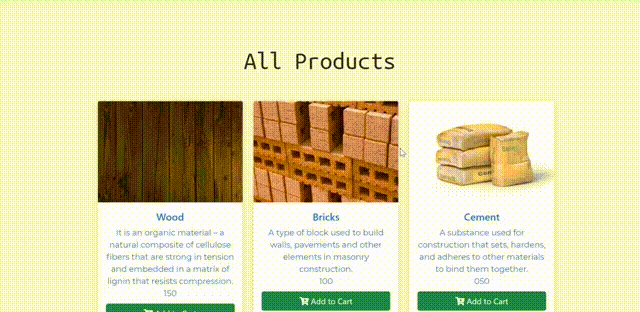 All Products
Wood
It is an organic material – a
natural composite of cellulose
fibers that are strong in tension
and embedded in a matrix of
lignin that resists compression.
150
Bricks
A type of block used to build
walls, pavements and other
elements in masonry
construction.
100
Add to Cart
Cement
A substance used for
construction that sets, hardens,
and adheres to other materials
to bind them together.
050
Add to Cart